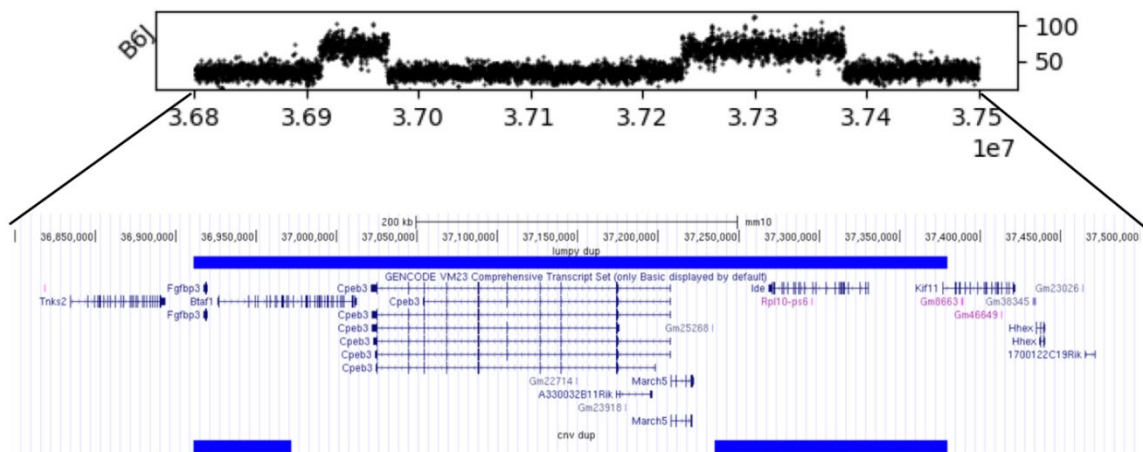 B6J
100
50
3.68 3.69 3.70 3.71 3.72 3.73 3.74 3.75
1e7
200 kb mm10
36,850,000 36,900,000 36,950,000 37,000,000 37,050,000 37,100,000 37,150,000 37,200,000 37,250,000 37,300,000 37,350,000 37,400,000 37,450,000 37,500,000
lumpy dup
GENCODE VM23 Comprehensive Transcript Set (only Basic displayed by default)
Fgfbp3 Cpeb3 Ide Kif11 Gm23026
Tnks2 Btaf1 Cpeb3 Rpl10-ps6 Gm8663 Gm38345
Fgfbp3 Cpeb3 Gm46649
Cpeb3 Gm25268 Hhex
Cpeb3 Hhex
Cpeb3 1700122C19Rik
Cpeb3
Gm22714 March5
A330032B11Rik
Gm23918
March5
cnv dup